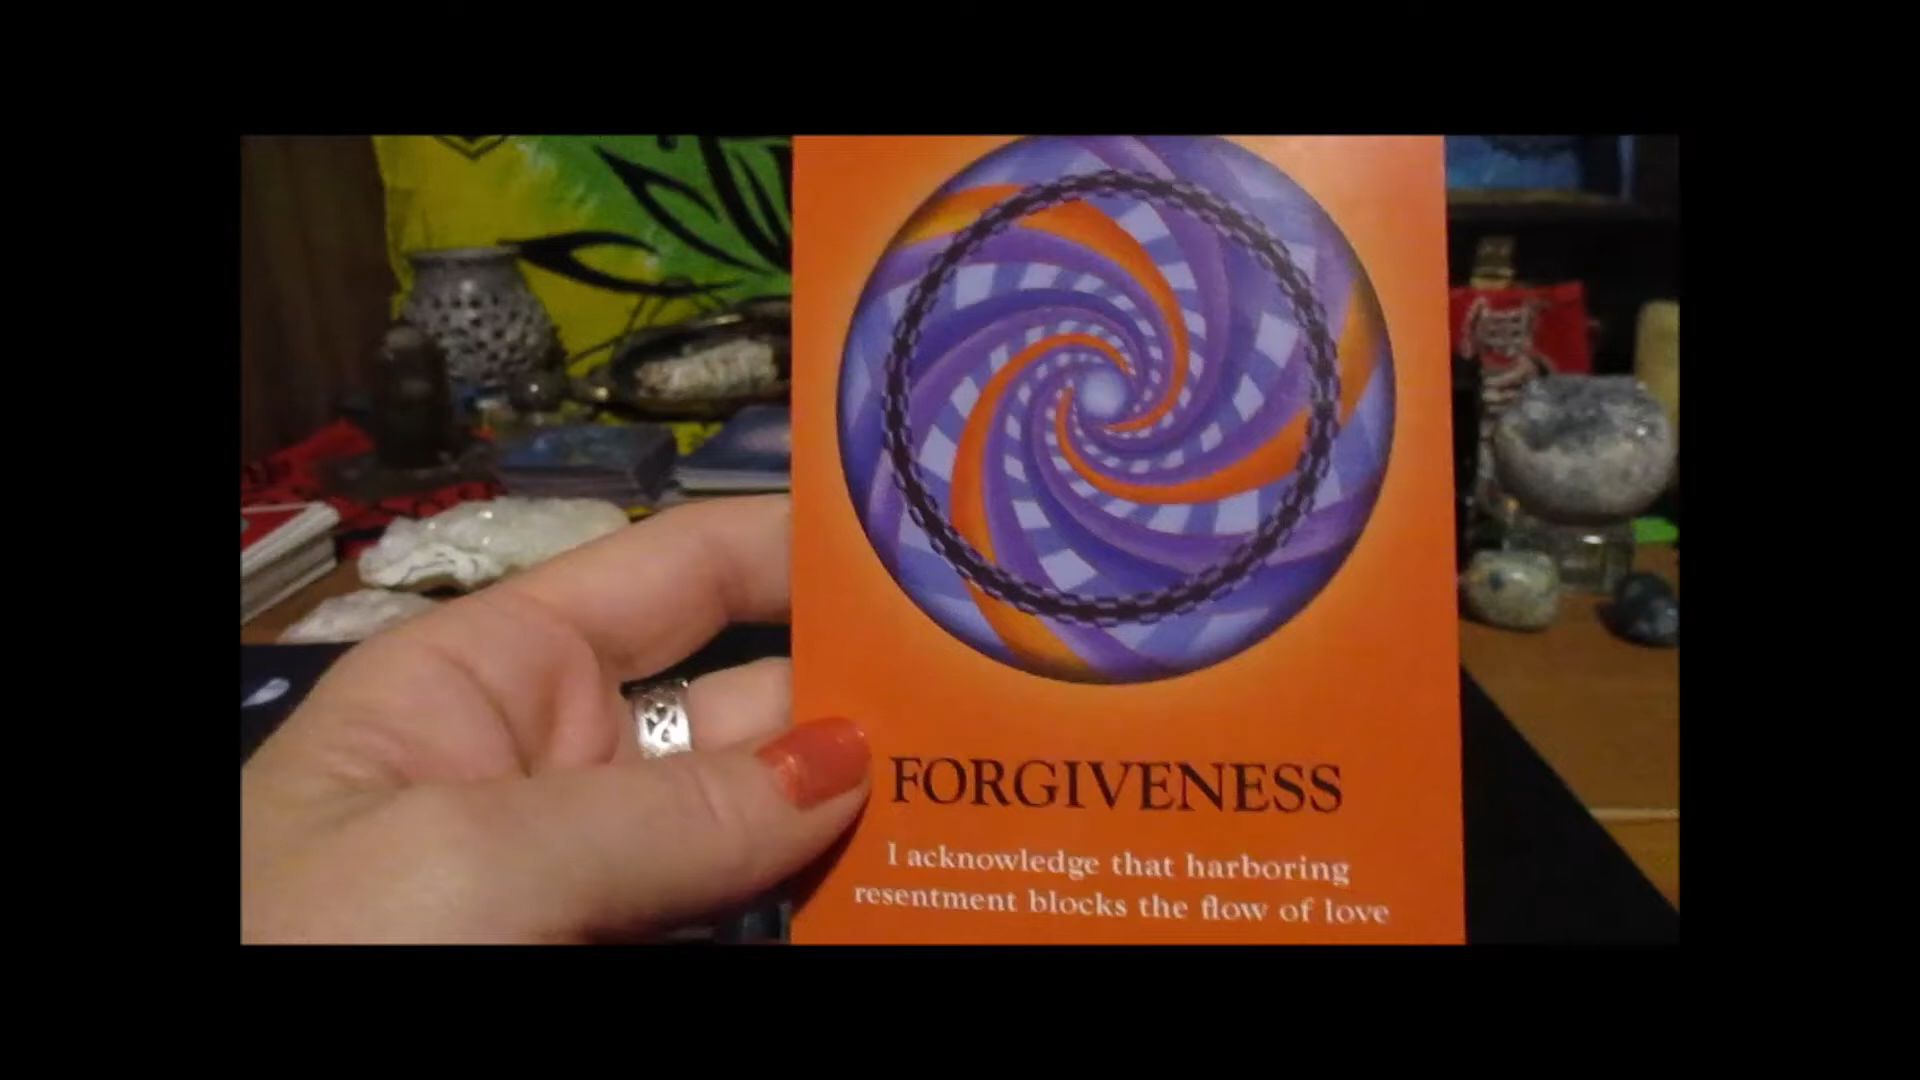 FORGIVENESS
I acknowledge that harboring
resentment blocks the flow of love